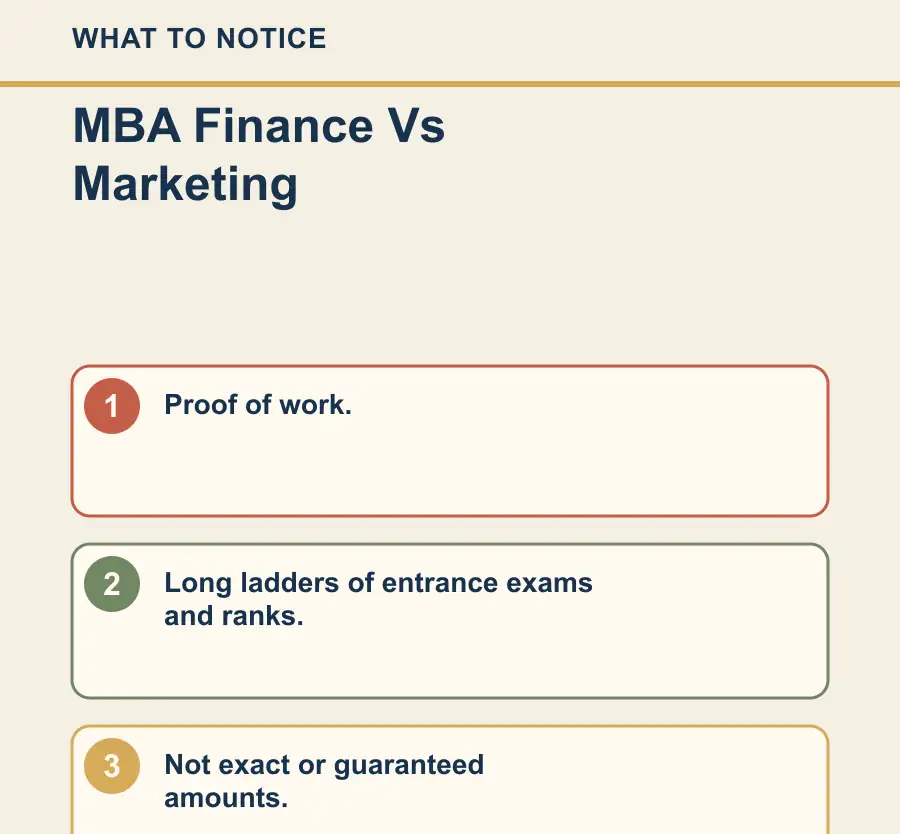 WHAT TO NOTICE
MBA Finance Vs
Marketing
1
Proof of work.
2
Long ladders of entrance exams
and ranks.
3
Not exact or guaranteed
amounts.